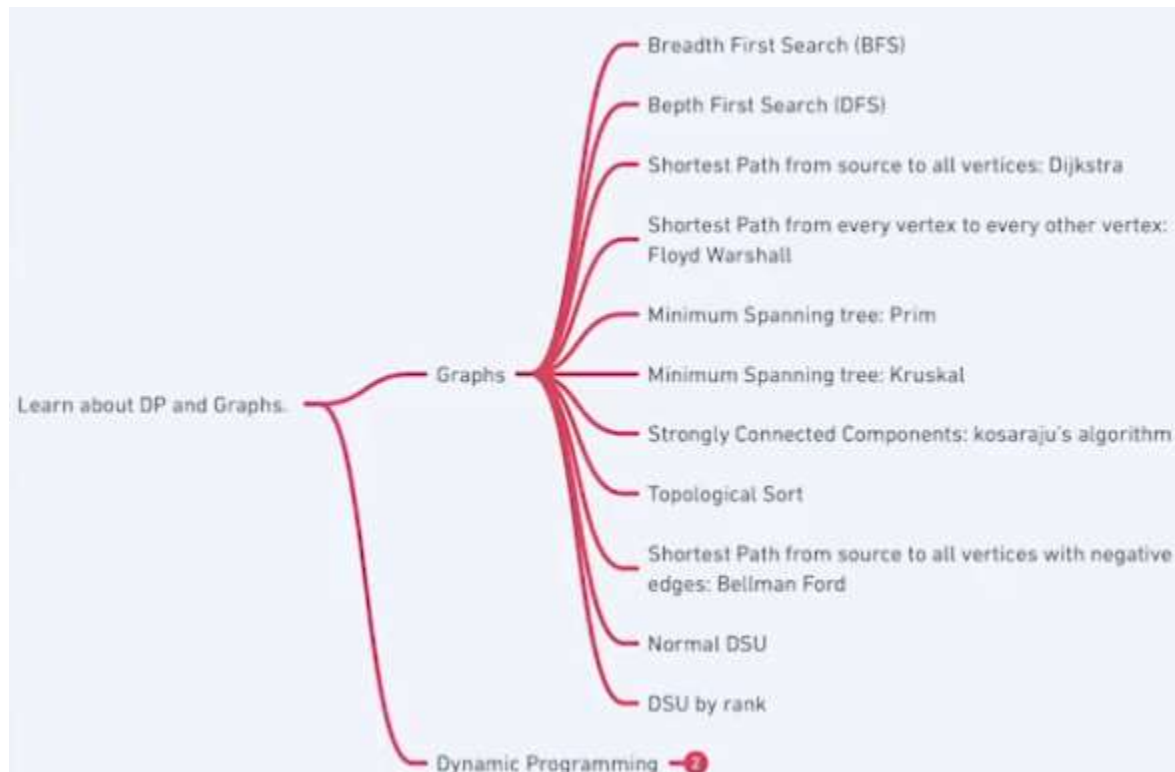 Breadth First Search (BFS)
Bepth First Search (DFS)
Shortest Path from source to all vertices: Dijkstra
Shortest Path from every vertex to every other vertex:
Floyd Warshall
Minimum Spanning tree: Prim
Graphs
Minimum Spanning tree: Kruskal
Learn about DP and Graphs.
Strongly Connected Components: kosaraju's algorithm
Topological Sort
Shortest Path from source to all vertices with negative
edges: Bellman Ford
Normal DSU
DSU by rank
Dynamic Programming
2